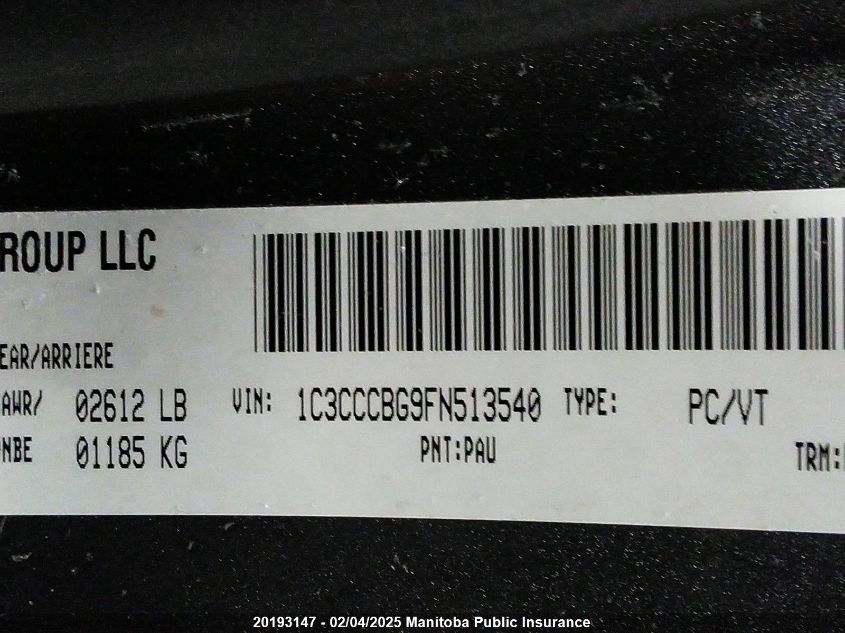 ROUP LLC
EAR/ARRIERE
AWR/ 02612 LB VIN: 1C3CCCBG9FN513540 TYPE: PC/VT
NBE 01185 KG PNT:PAU TRM:
20193147 - 02/04/2025 Manitoba Public Insurance